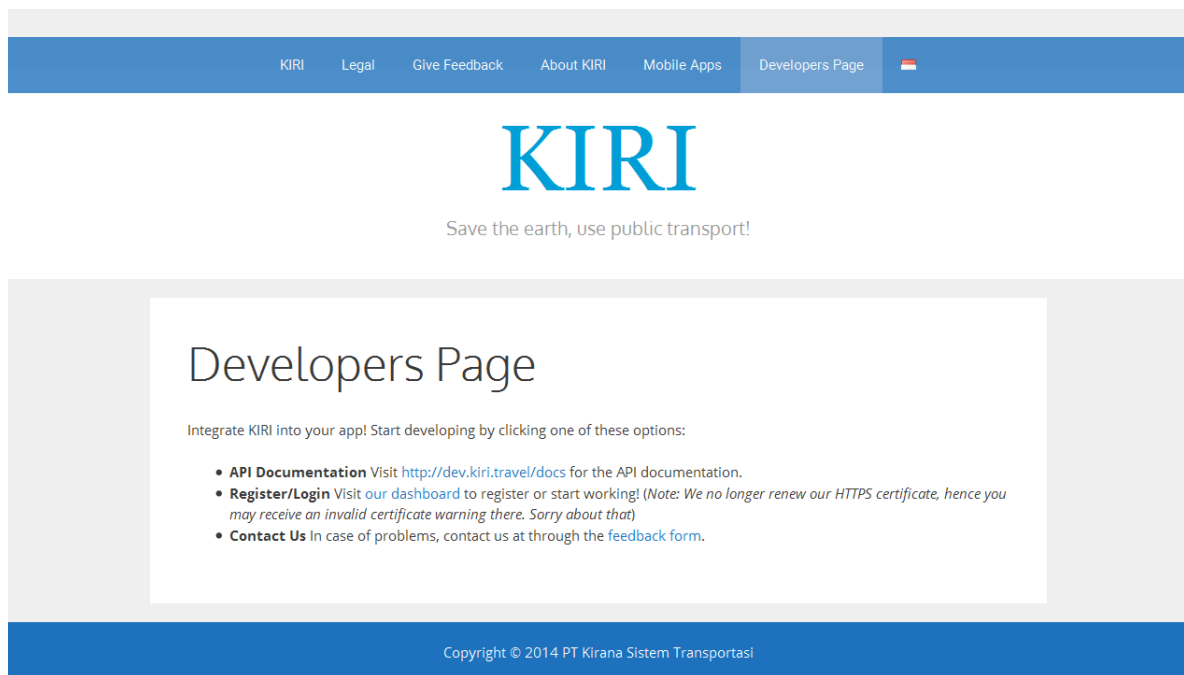 KIRI Legal Give Feedback About KIRI Mobile Apps Developers Page
KIRI
Save the earth, use public transport!
Developers Page
Integrate KIRI into your app! Start developing by clicking one of these options:
• API Documentation Visit http://dev.kiri.travel/docs for the API documentation.
• Register/Login Visit our dashboard to register or start working! (Note: We no longer renew our HTTPS certificate, hence you
may receive an invalid certificate warning there. Sorry about that)
• Contact Us In case of problems, contact us at through the feedback form.
Copyright © 2014 PT Kirana Sistem Transportasi